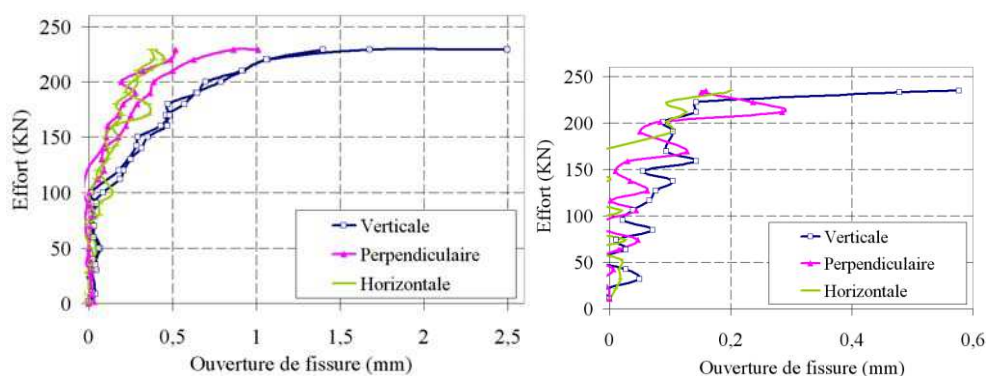 250
200
150
100
50
0
Effort (KN)
Verticale
Perpendiculaire
Horizontale
0 0,5 1 1,5 2 2,5
Ouverture de fissure (mm)
250
200
150
100
50
0
Effort (KN)
Verticale
Perpendiculaire
Horizontale
0 0,2 0,4 0,6
Ouverture de fissure (mm)